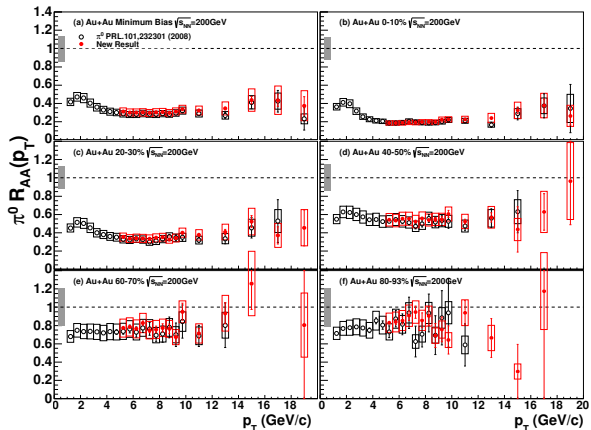 (a) Au+Au Minimum Bias √s_NN=200GeV
π⁰ PRL.101,232301 (2008)
New Result
(b) Au+Au 0-10% √s_NN=200GeV
1.4
1.2
1
0.8
0.6
0.4
0.2
0
(c) Au+Au 20-30% √s_NN=200GeV
(d) Au+Au 40-50% √s_NN=200GeV
1.2
1
0.8
0.6
0.4
0.2
0
π⁰ R_AA(p_T)
(e) Au+Au 60-70% √s_NN=200GeV
(f) Au+Au 80-93% √s_NN=200GeV
1.2
1
0.8
0.6
0.4
0.2
0
0 2 4 6 8 10 12 14 16 18
2 4 6 8 10 12 14 16 18 20
p_T (GeV/c)
p_T (GeV/c)